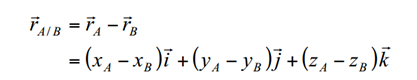 r⃗_{A/B} = r⃗_A − r⃗_B
= (x_A − x_B)i⃗ + (y_A − y_B)j⃗ + (z_A − z_B)k⃗